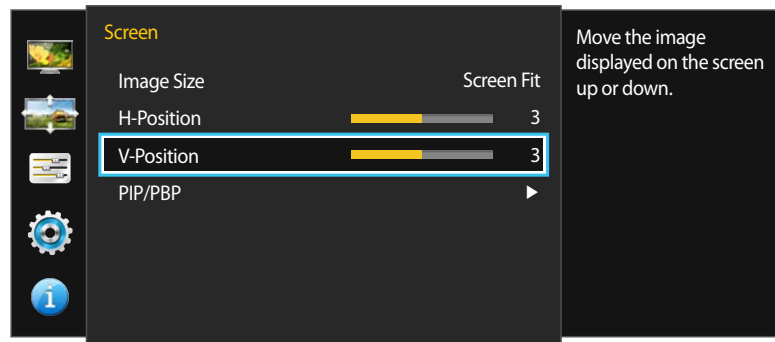 Screen
Image Size Screen Fit
H-Position 3
V-Position 3
PIP/PBP
Move the image
displayed on the screen
up or down.